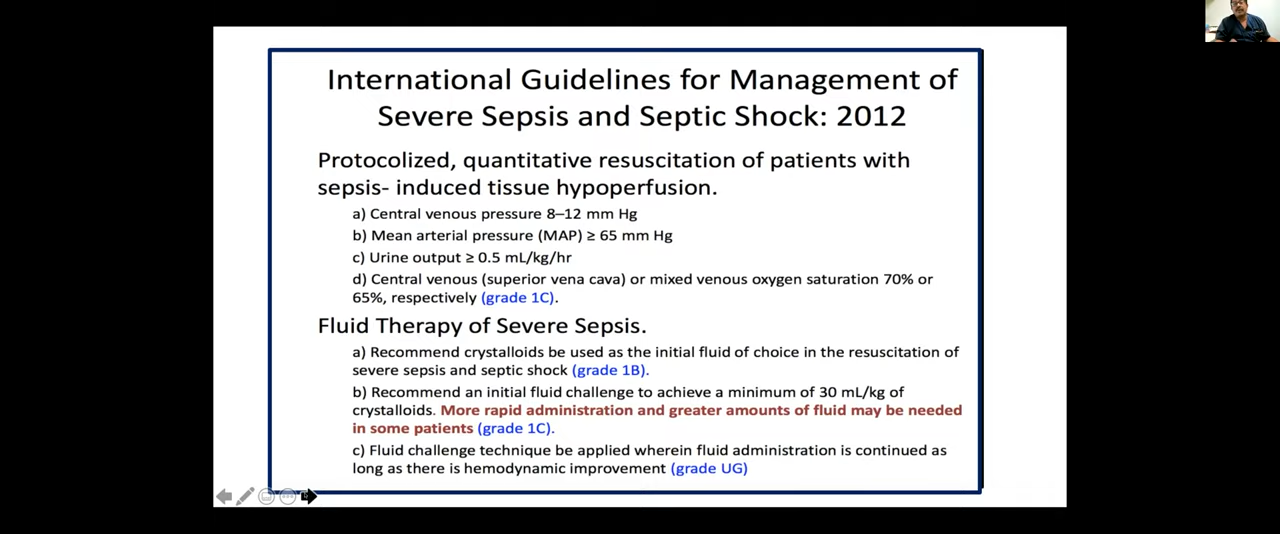 International Guidelines for Management of
Severe Sepsis and Septic Shock: 2012
Protocolized, quantitative resuscitation of patients with
sepsis- induced tissue hypoperfusion.
a) Central venous pressure 8–12 mm Hg
b) Mean arterial pressure (MAP) ≥ 65 mm Hg
c) Urine output ≥ 0.5 mL/kg/hr
d) Central venous (superior vena cava) or mixed venous oxygen saturation 70% or
65%, respectively (grade 1C).
Fluid Therapy of Severe Sepsis.
a) Recommend crystalloids be used as the initial fluid of choice in the resuscitation of
severe sepsis and septic shock (grade 1B).
b) Recommend an initial fluid challenge to achieve a minimum of 30 mL/kg of
crystalloids. More rapid administration and greater amounts of fluid may be needed
in some patients (grade 1C).
c) Fluid challenge technique be applied wherein fluid administration is continued as
long as there is hemodynamic improvement (grade UG)